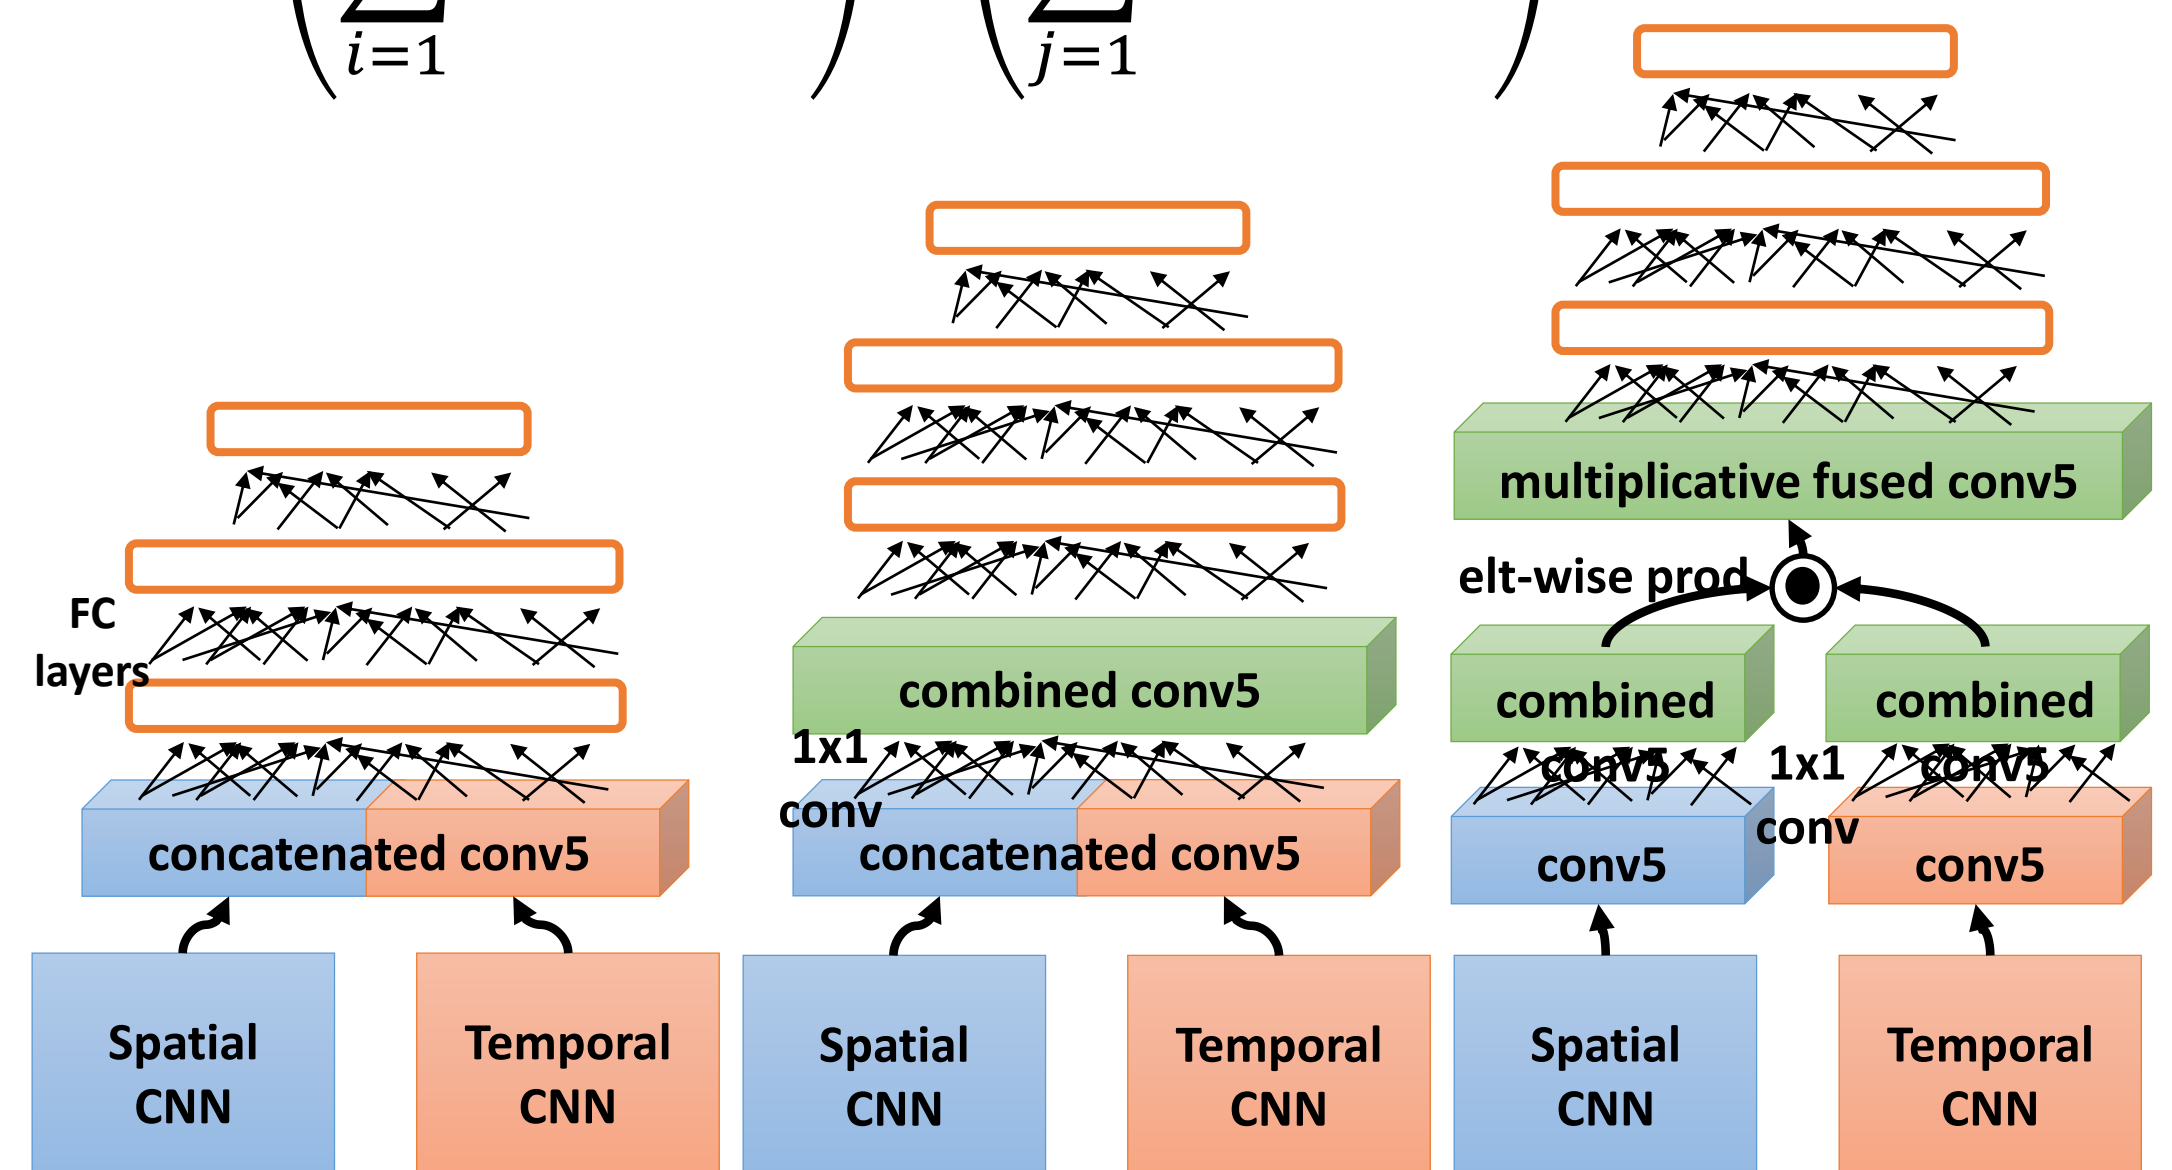 i=1
j=1
FC
layers
concatenated conv5
Spatial
CNN
Temporal
CNN
combined conv5
1x1
conv
concatenated conv5
Spatial
CNN
Temporal
CNN
multiplicative fused conv5
elt-wise prod
combined
conv5
combined
conv5
1x1
conv
conv5
conv5
Spatial
CNN
Temporal
CNN